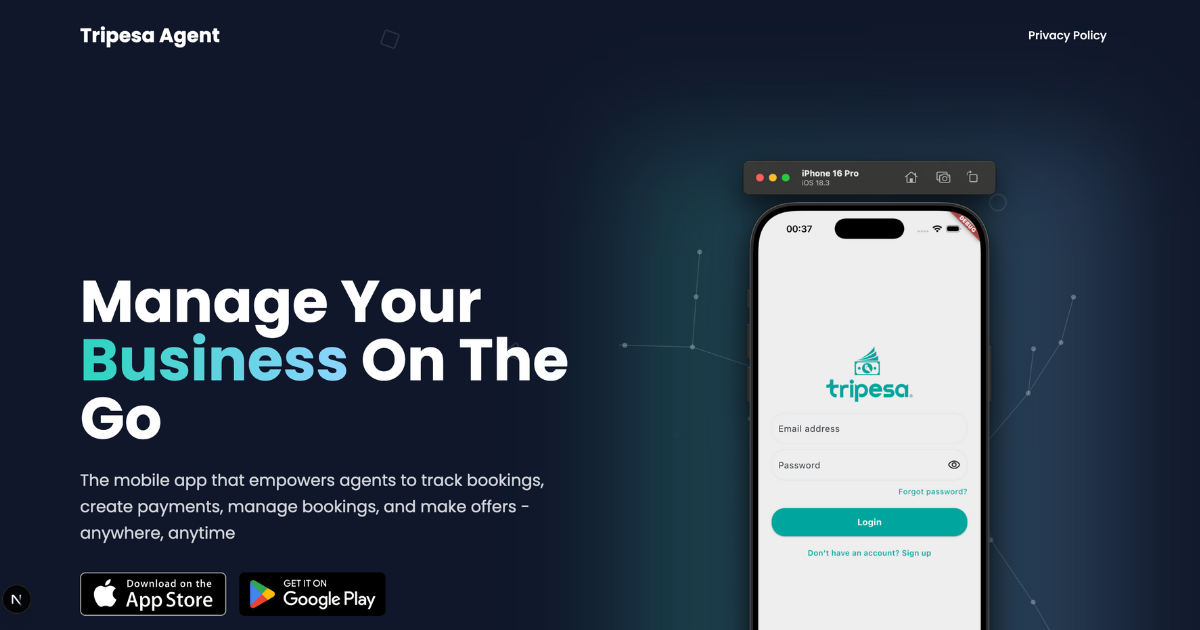 Tripesa Agent
Privacy Policy
iPhone 16 Pro
iOS 18.3
00:37
DEBUG
Manage Your
Business On The
Go
The mobile app that empowers agents to track bookings,
create payments, manage bookings, and make offers -
anywhere, anytime
Download on the
App Store
GET IT ON
Google Play
N
tripesa
Email address
Password
Forgot password?
Login
Don't have an account? Sign up